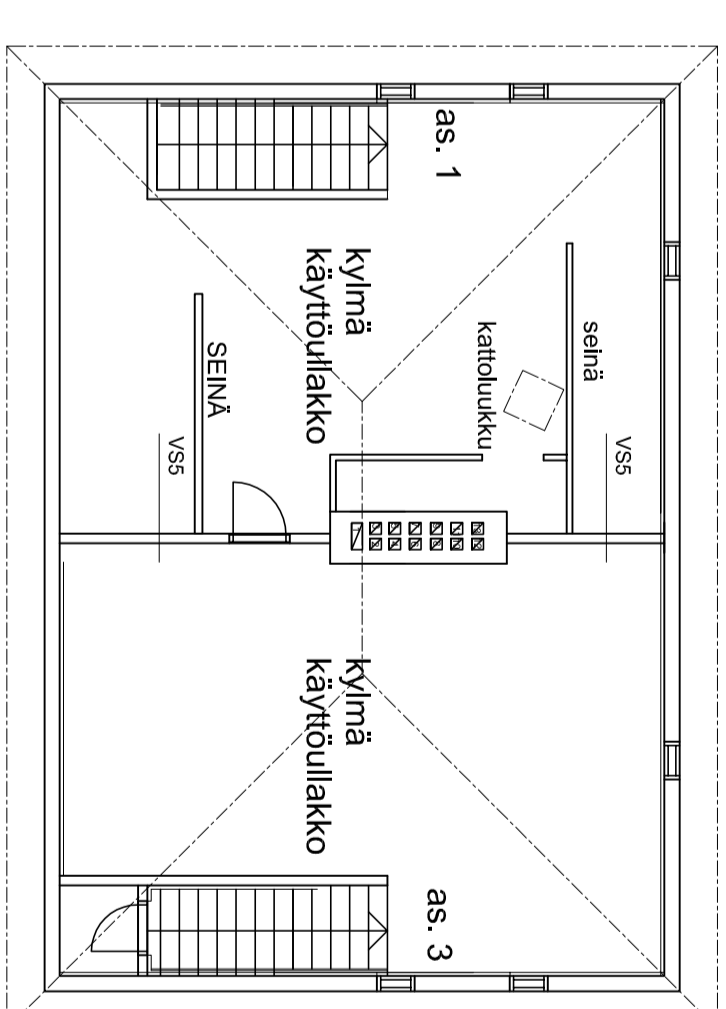 as. 1
kylmä
käyttöullakko
seinä
kattoluukku
SEINÄ
VS5
VS5
kylmä
käyttöullakko
as. 3